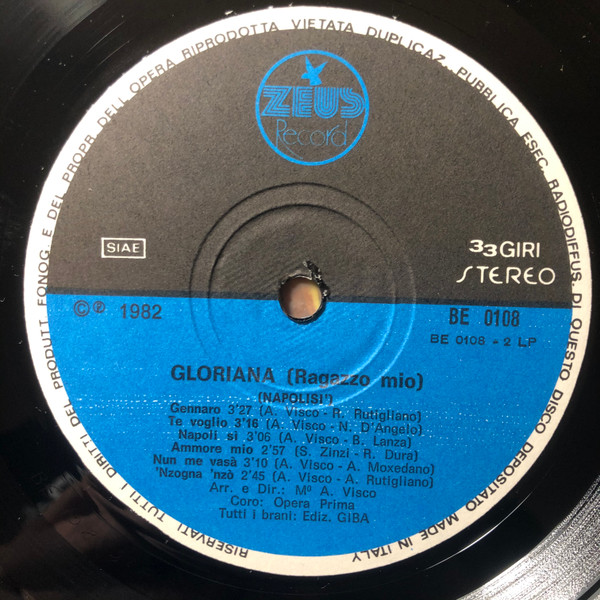 RISERVATI TUTTI DIRITTI DEL PRODUTT. FONOG. E DEL PROPR. DELL'OPERA RIPRODOTTA VIETATA DUPLICAZ. PUBBLICA ESEC. RADIODIFFUS. DI QUESTO DISCO DEPOSITATO MADE IN ITALY
ZEUS
Record
SIAE
33GIRI
STEREO
©℗ 1982
BE 0108
BE 0108 - 2 LP
GLORIANA (Ragazzo mio)
(NAPOLISI')
Gennaro 3'27 (A. Visco - R. Rutigliano)
Te voglio 3'16 (A. Visco - N. D'Angelo)
Napoli si 3'06 (A. Visco - B. Lanza)
Ammore mio 2'57 (S. Zinzi - R. Dura)
Nun me vasà 3'10 (A. Visco - A. Moxedano)
'Nzogna 'nzò 2'45 (A. Visco - A. Rutigliano)
Arr. e Dir.: Mº A. Visco
Coro: Opera Prima
Tutti i brani: Ediz. GIBA